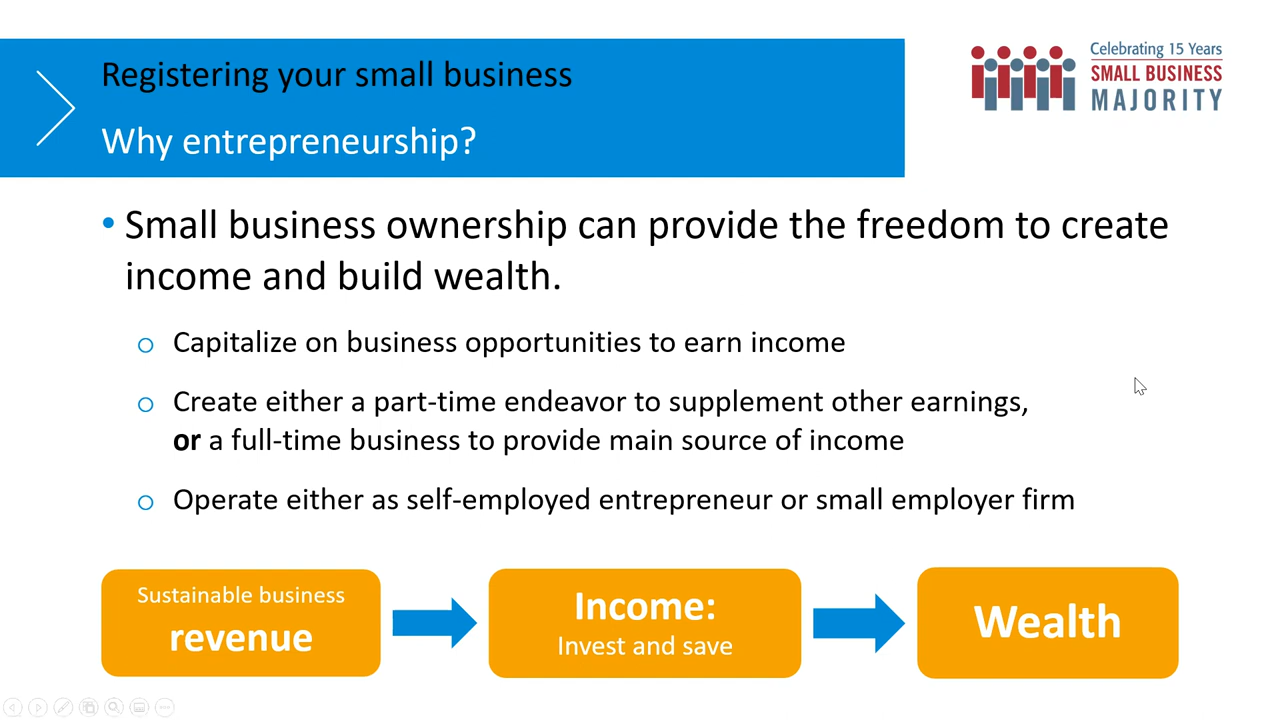 Registering your small business
Why entrepreneurship?
Celebrating 15 Years
SMALL BUSINESS
MAJORITY
• Small business ownership can provide the freedom to create
income and build wealth.
o Capitalize on business opportunities to earn income
o Create either a part-time endeavor to supplement other earnings,
or a full-time business to provide main source of income
o Operate either as self-employed entrepreneur or small employer firm
Sustainable business
revenue
Income:
Invest and save
Wealth